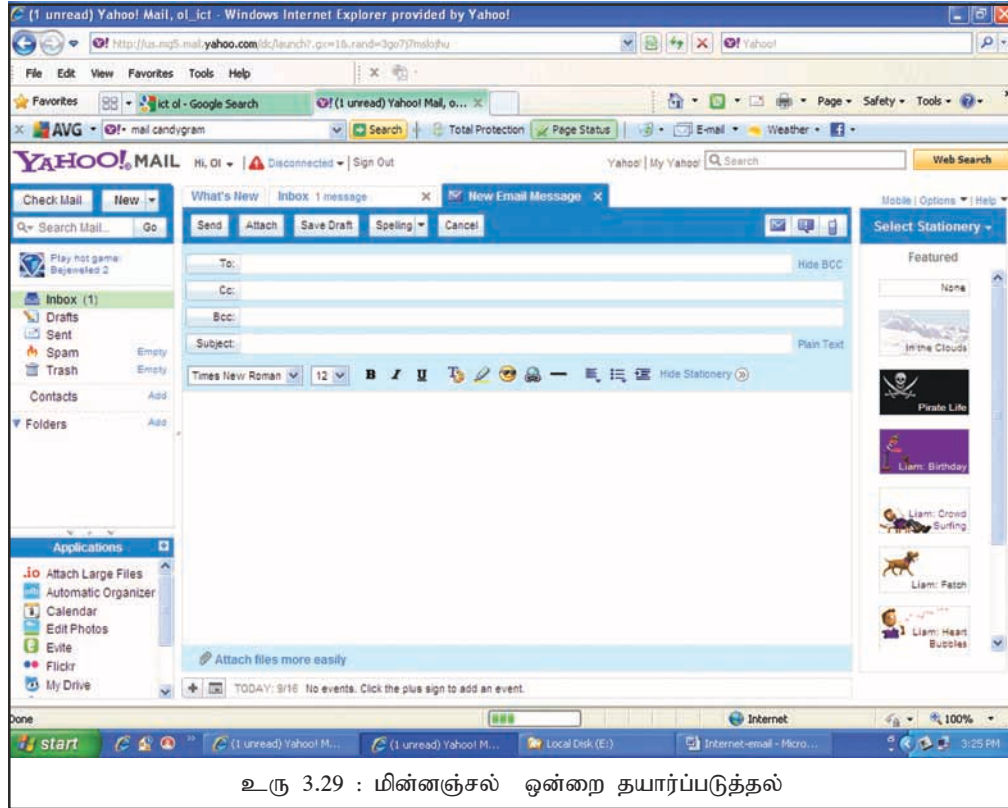 (1 unread) Yahoo! Mail, ol_ict - Windows Internet Explorer provided by Yahoo!
yahoo.com Yahoo!
File Edit View Favorites Tools Help
Favorites ict ol - Google Search (1 unread) Yahoo! Mail, o... Page Safety Tools
AVG mail candygram Search Total Protection Page Status E-mail Weather
YAHOO! MAIL Hi, Ol Disconnected Sign Out Yahoo! My Yahoo! Search Web Search
Check Mail New What's New Inbox 1 message New Email Message Mobile | Options Help
Search Mail... Go Send Attach Save Draft Spelling Cancel Select Stationery
Play hot game: To: Hide BCC Featured
Bejeweled 2 Cc: None
Inbox (1) Bcc:
Drafts
Sent Subject: Plain Text In the Clouds
Spam Empty
Trash Empty Times New Roman 12 B I U Hide Stationery
Contacts Add Pirate Life
Folders Add
Liam: Birthday
Liam: Crowd
Surfing
Applications
Attach Large Files
Automatic Organizer Liam: Fetch
Calendar
Edit Photos
Evite Liam: Heart
Bubbles
Flickr Attach files more easily
My Drive TODAY: 9/16 No events. Click the plus sign to add an event.
Done Internet 100%
start (1 unread) Yahoo! M... (1 unread) Yahoo! M... Local Disk (E:) Internet-email - Micro... 3:25 PM
உரு 3.29 : மின்னஞ்சல் ஒன்றை தயார்ப்படுத்தல்